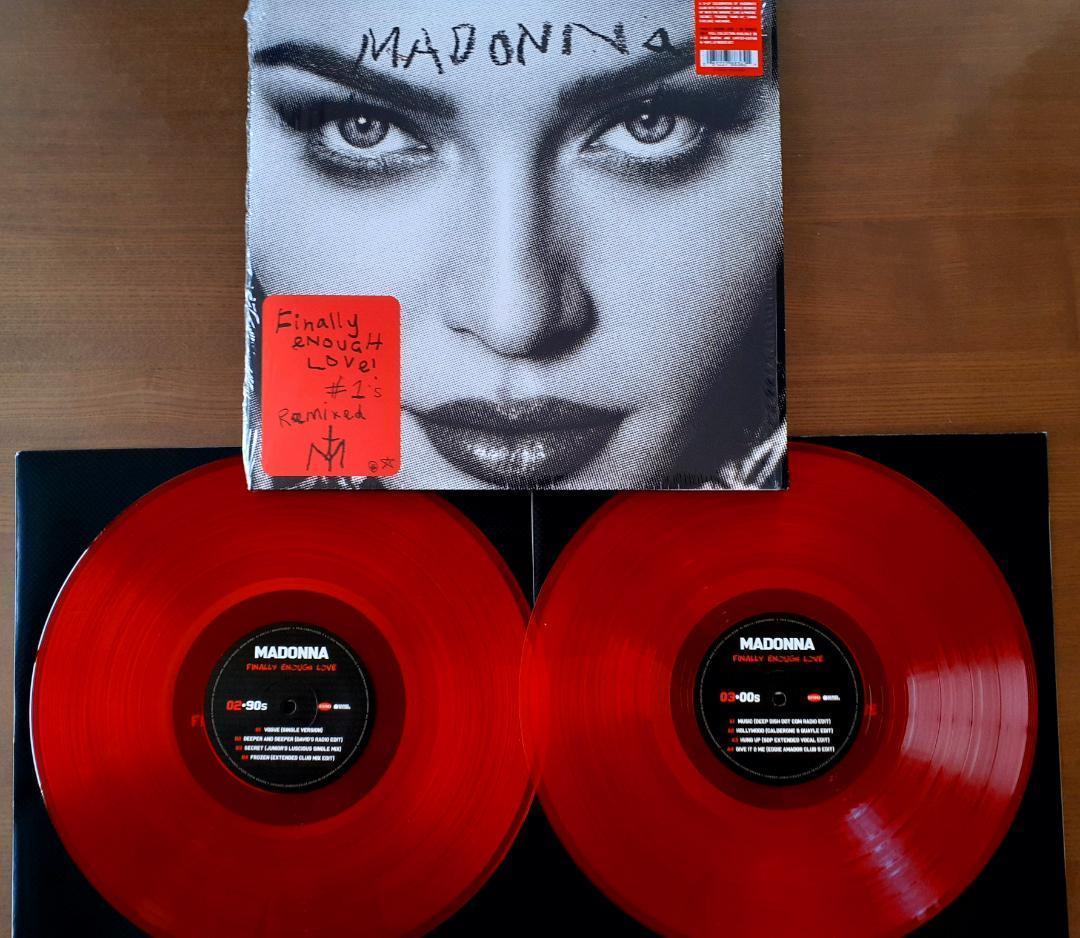 MADONNA
Finally
ENOUGH
LOVE!
#1's
Remixed
MADONNA
FINALLY ENOUGH LOVE
02•90s
VOGUE (SINGLE VERSION)
DEEPER AND DEEPER (DAVID'S RADIO EDIT)
SECRET (JUNIOR'S LUSCIOUS SINGLE MIX)
FROZEN (EXTENDED CLUB MIX EDIT)
MADONNA
FINALLY ENOUGH LOVE
03•00s
MUSIC (DEEP DISH DOT COM RADIO EDIT)
HOLLYWOOD (CALDERONE & QUAYLE EDIT)
HUNG UP (SDP EXTENDED VOCAL EDIT)
GIVE IT 2 ME (EDDIE AMADOR CLUB 5 EDIT)